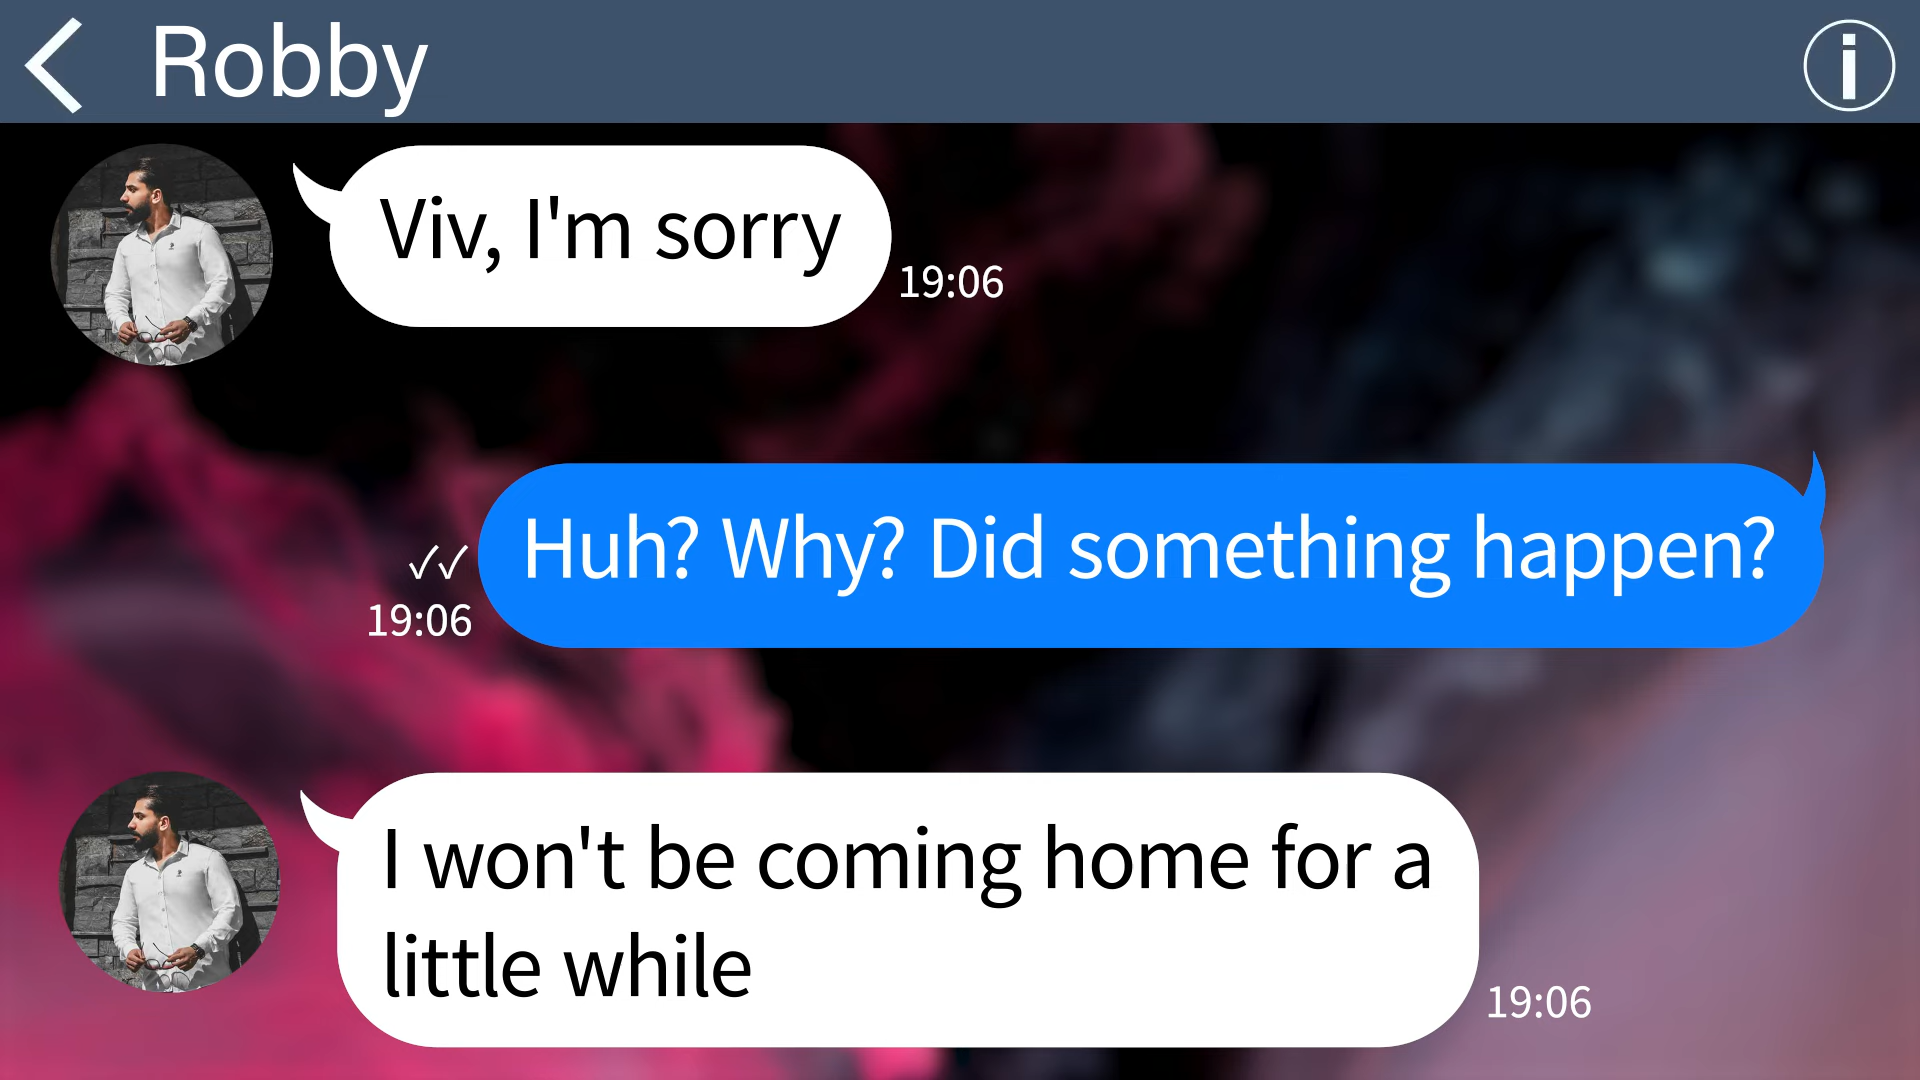 Robby
Viv, I'm sorry
19:06
Huh? Why? Did something happen?
19:06
I won't be coming home for a
little while
19:06